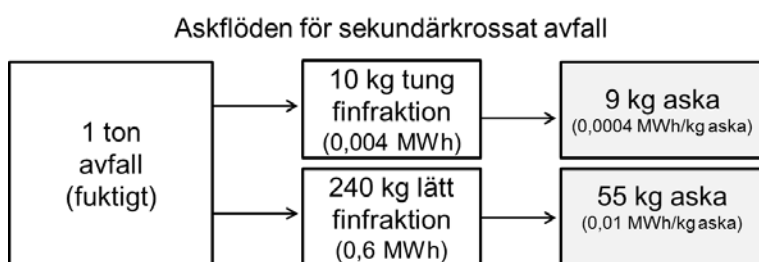 Askflöden för sekundärkrossat avfall
1 ton
avfall
(fuktigt)
10 kg tung
finfraktion
(0,004 MWh)
9 kg aska
(0,0004 MWh/kg aska)
240 kg lätt
finfraktion
(0,6 MWh)
55 kg aska
(0,01 MWh/kg aska)